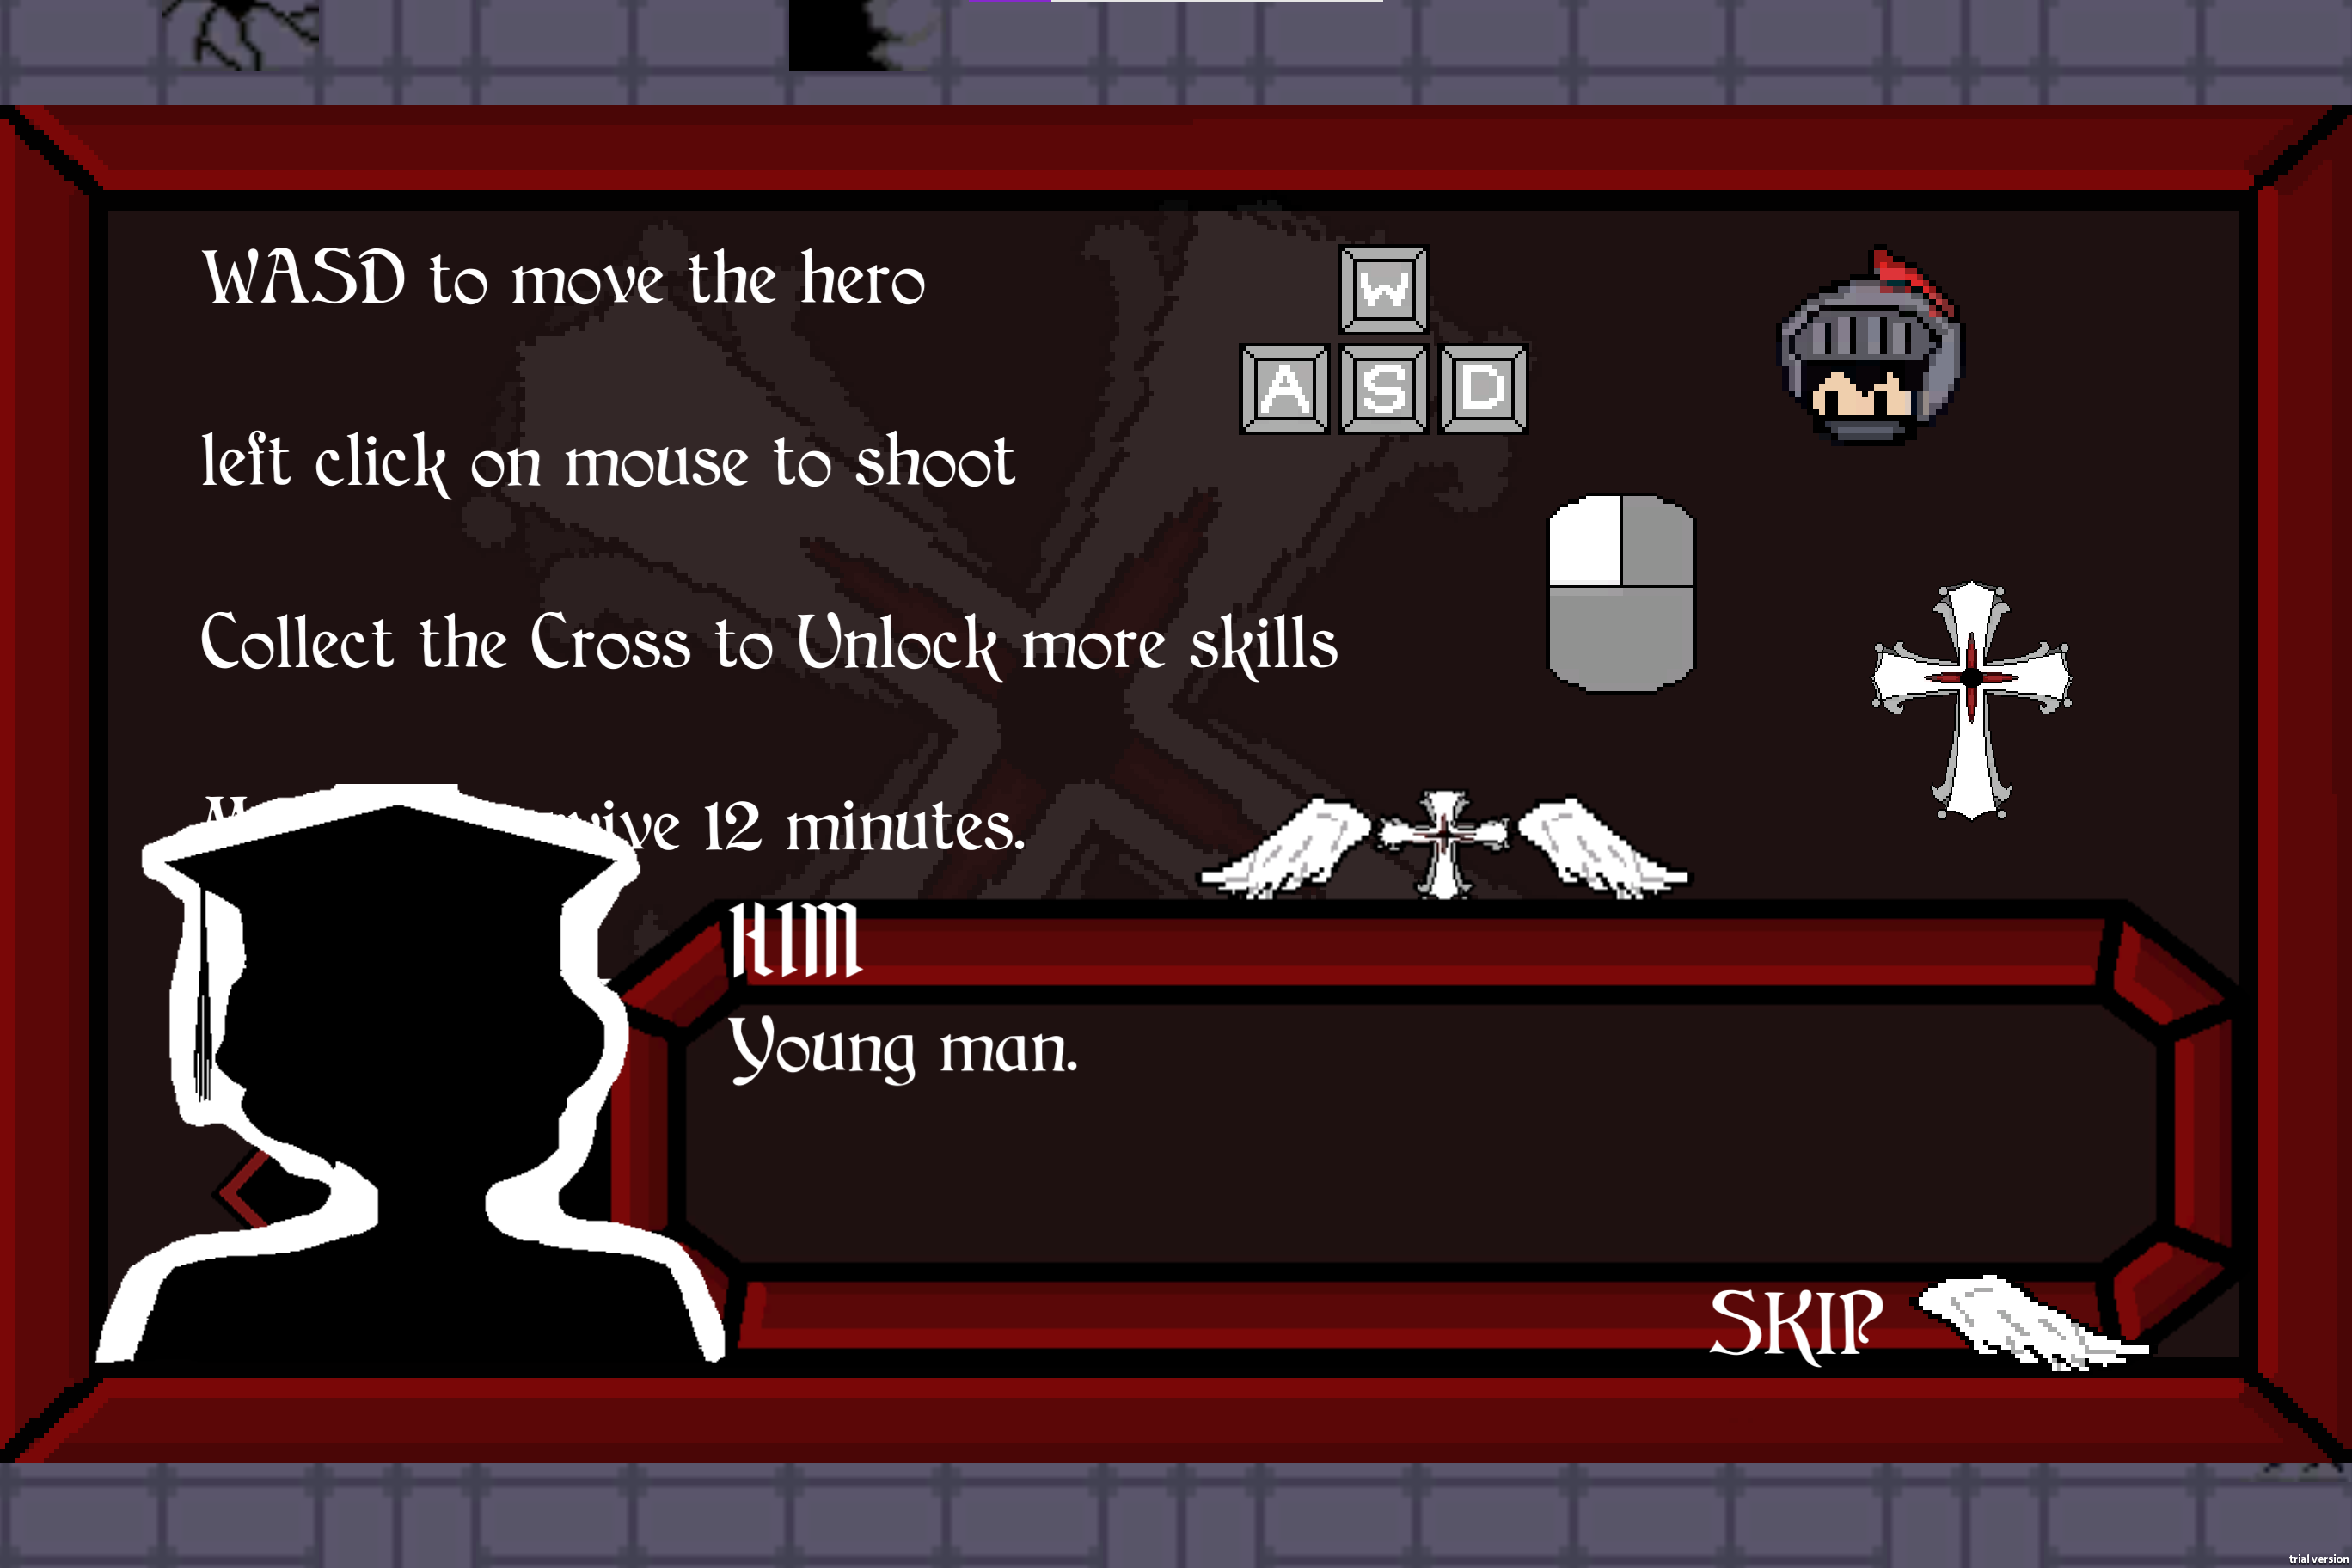 WASD to move the hero
W
A S D
left click on mouse to shoot
Collect the Cross to Unlock more skills
12 minutes.
HIM
Young man.
SKIP
trial version